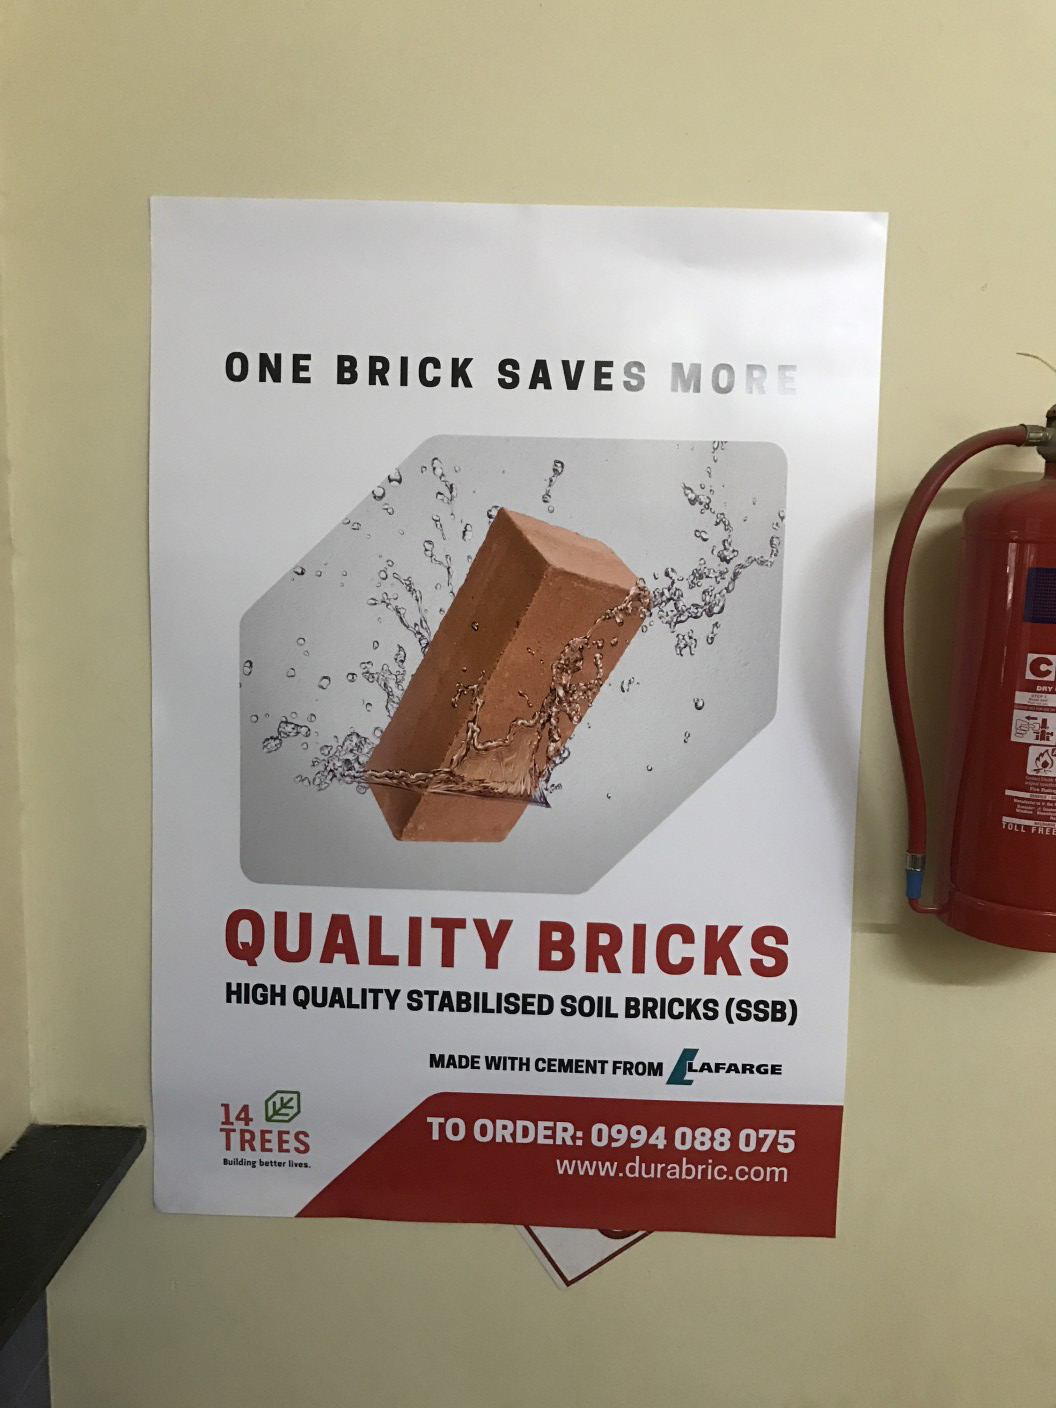 ONE BRICK SAVES MORE
QUALITY BRICKS
HIGH QUALITY STABILISED SOIL BRICKS (SSB)
MADE WITH CEMENT FROM LAFARGE
14
TREES
Building better lives.
TO ORDER: 0994 088 075
www.durabric.com
C
DRY
TOLL FREE